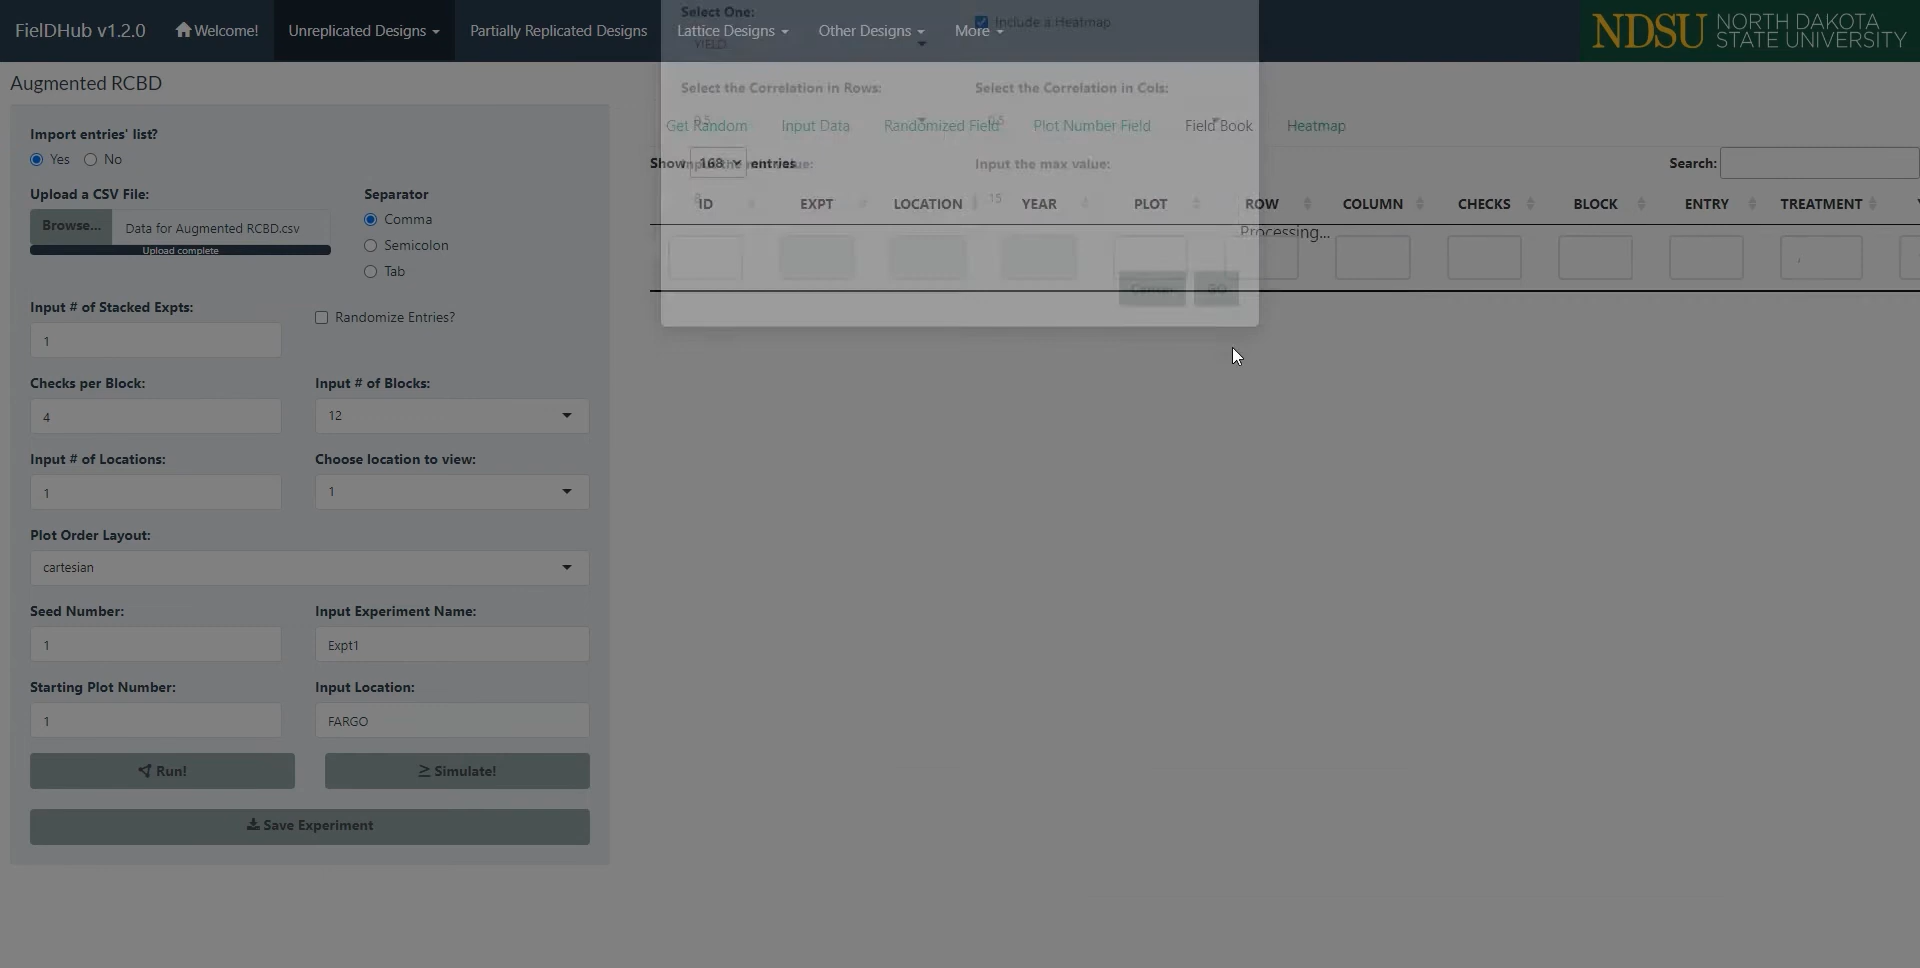 FielDHub v1.2.0
Welcome!
Unreplicated Designs
Partially Replicated Designs
Lattice Designs
Other Designs
More
NDSU NORTH DAKOTA
STATE UNIVERSITY
Augmented RCBD
Import entries' list?
Yes No
Upload a CSV File:
Browse... Data for Augmented RCBD.csv
Upload complete
Separator
Comma
Semicolon
Tab
Input # of Stacked Expts:
1
Randomize Entries?
Checks per Block:
4
Input # of Blocks:
12
Input # of Locations:
1
Choose location to view:
1
Plot Order Layout:
cartesian
Seed Number:
1
Input Experiment Name:
Expt1
Starting Plot Number:
1
Input Location:
FARGO
Run!
Simulate!
Save Experiment
Select One:
YIELD
Include a Heatmap
Select the Correlation in Rows:
0.5
Select the Correlation in Cols:
0.5
Get Random
Input Data
Randomized Field
Plot Number Field
Field Book
Heatmap
Show 168 entries
Input the max value:
15
Search:
ID EXPT LOCATION YEAR PLOT ROW COLUMN CHECKS BLOCK ENTRY TREATMENT
Processing...
Cancel
GO